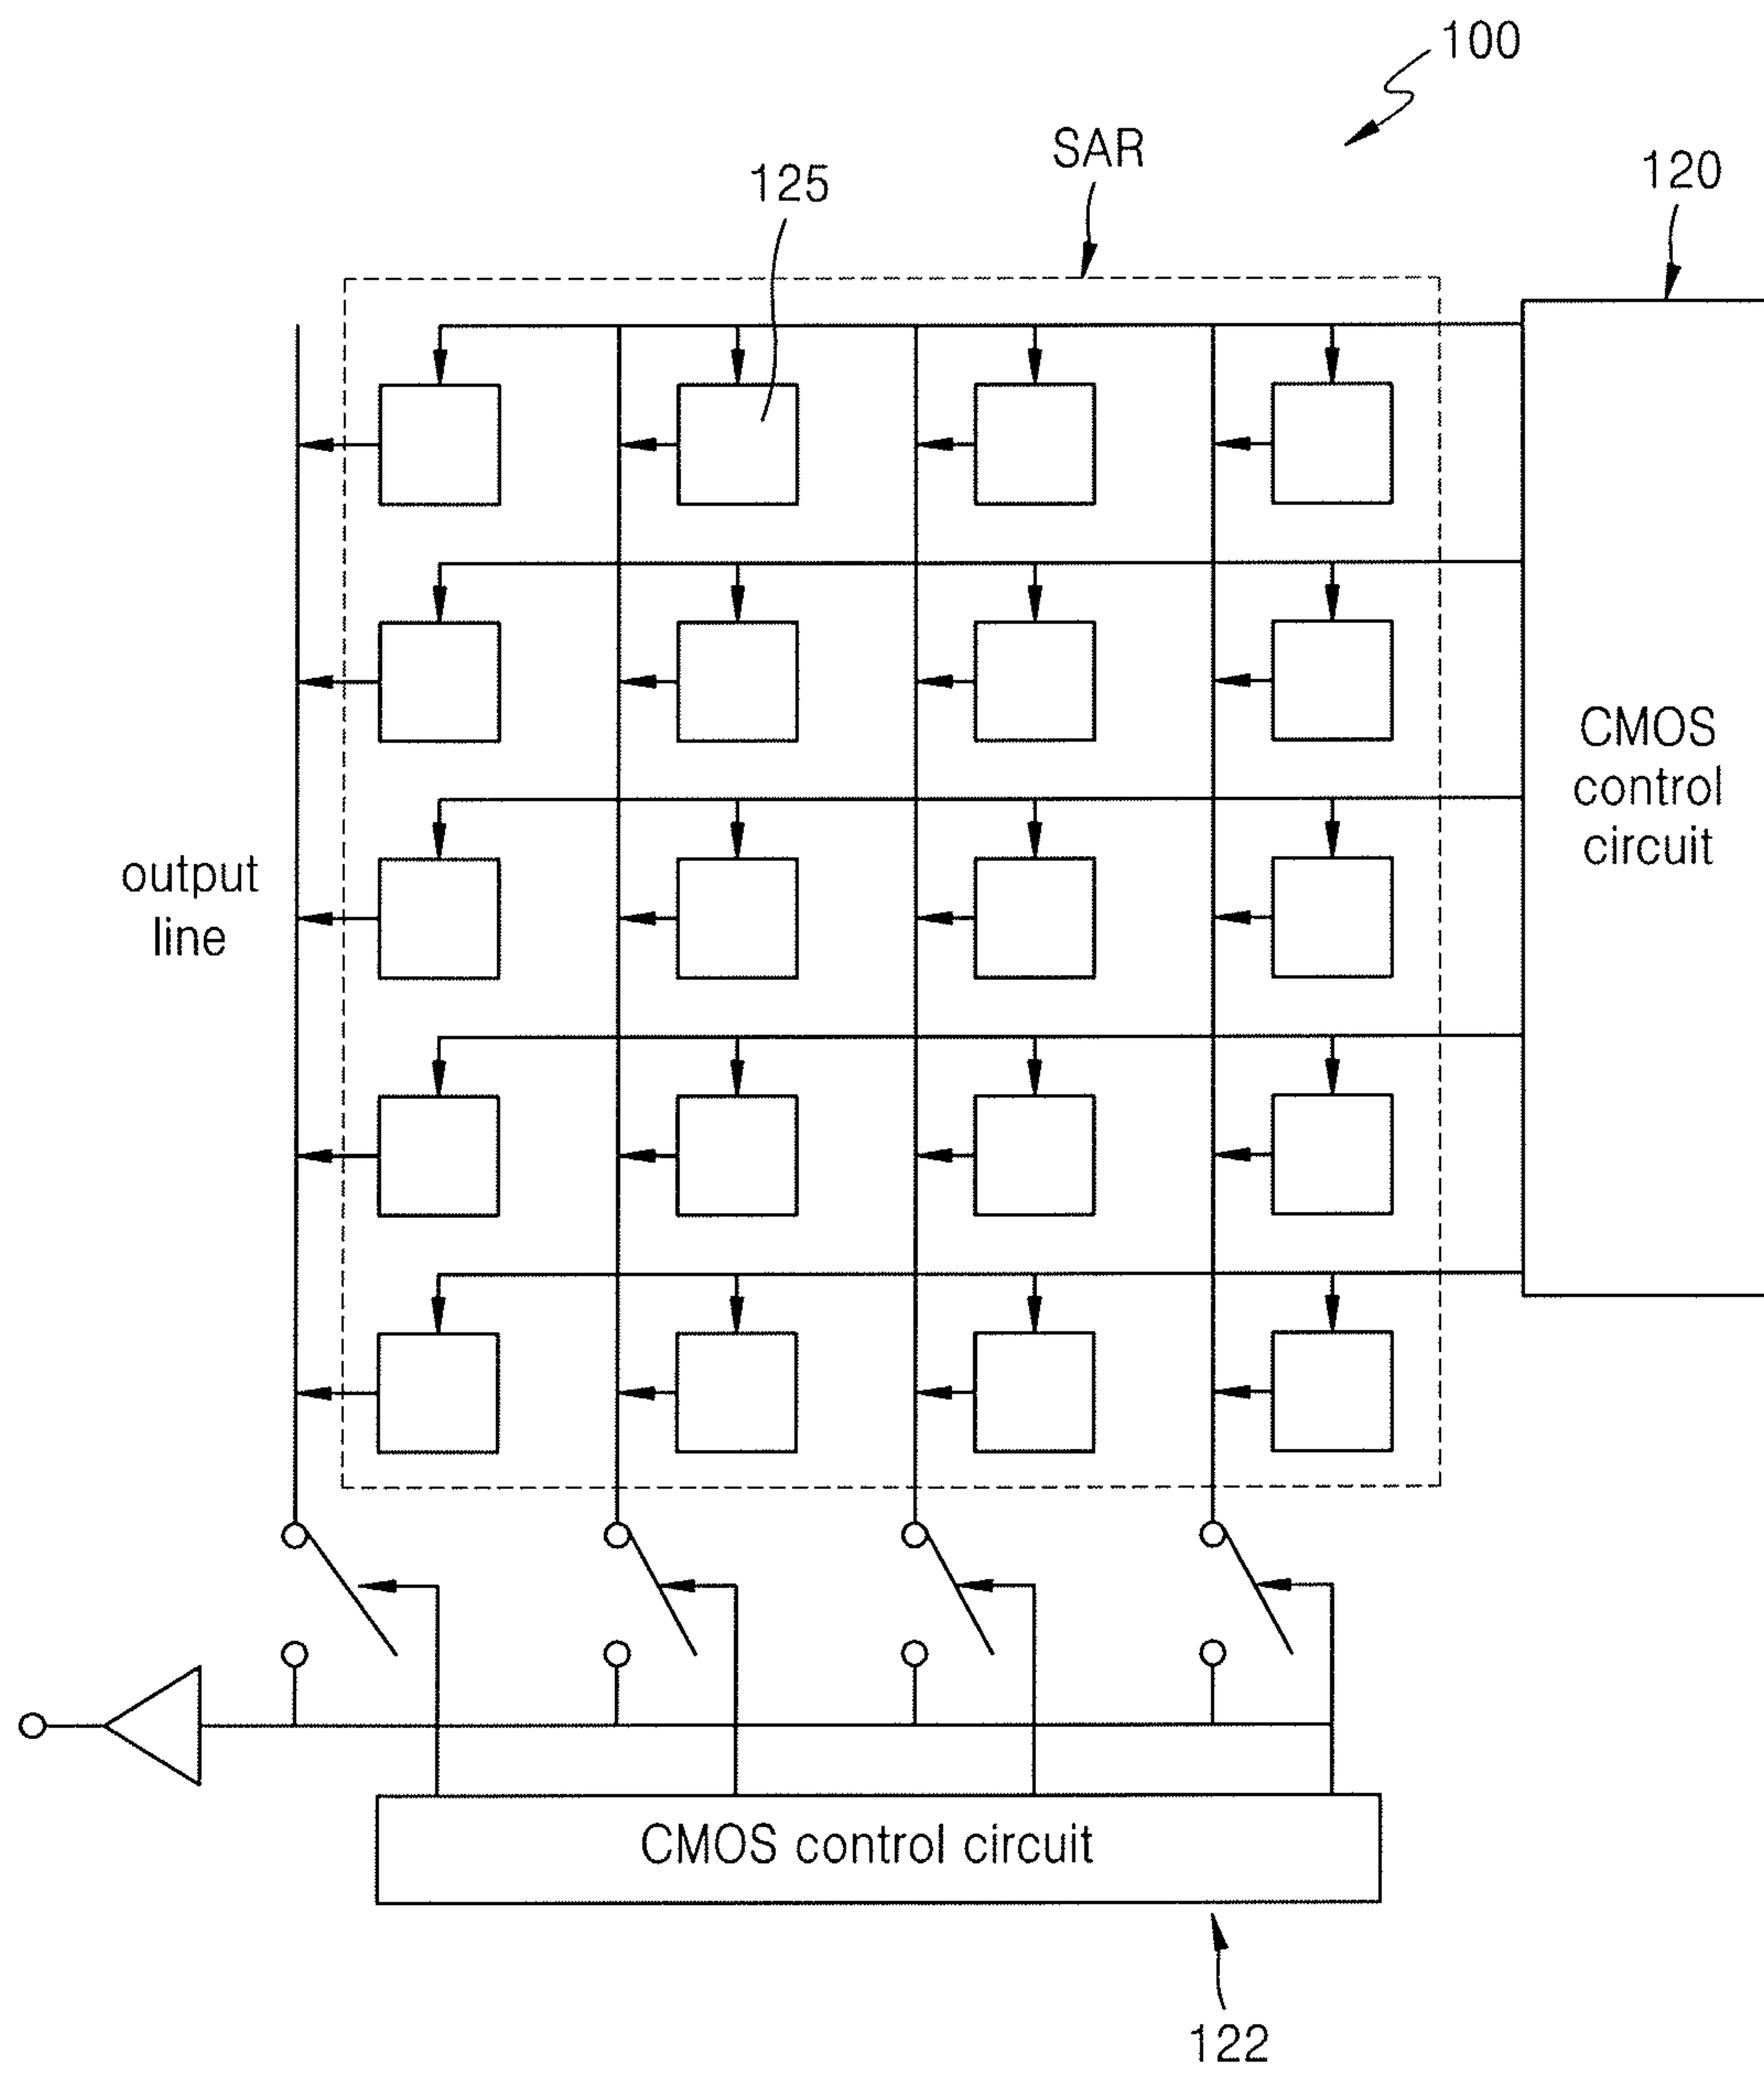 100
SAR
120
125
CMOS
control
circuit
output
line
CMOS control circuit
122